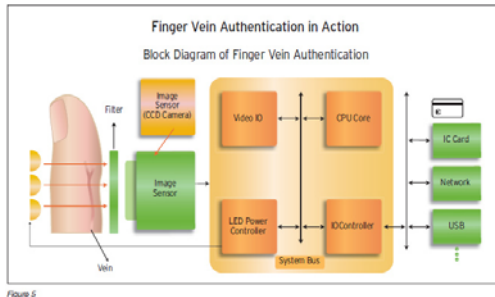 Finger Vein Authentication in Action
Block Diagram of Finger Vein Authentication
Filter
Image
Sensor
(CCD Camera)
Video IO
CPU Core
IC Card
Image
Sensor
Network
LED Power
Controller
IOController
USB
System Bus
Vein
Figure 5